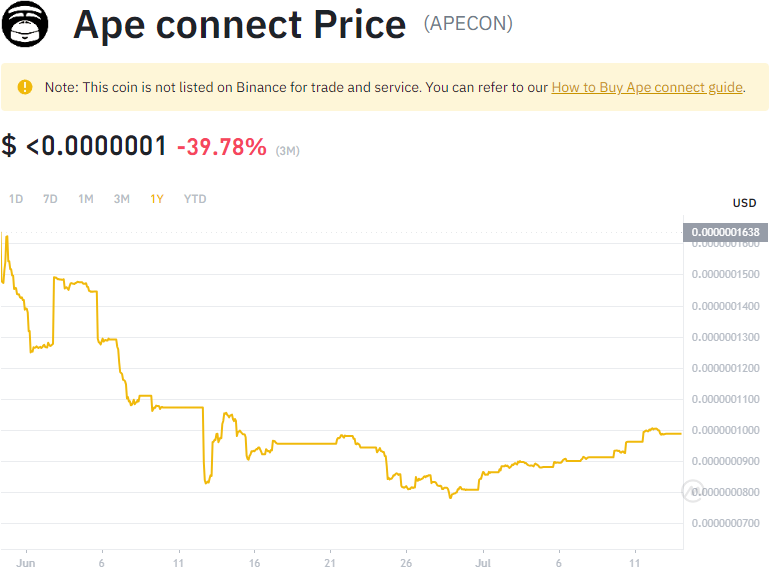 Ape connect Price (APECON)
Note: This coin is not listed on Binance for trade and service. You can refer to our How to Buy Ape connect guide.
$ <0.0000001 -39.78% (3M)
1D 7D 1M 3M 1Y YTD
USD
0.0000001638
0.0000001600
0.0000001500
0.0000001400
0.0000001300
0.0000001200
0.0000001100
0.0000001000
0.0000000900
0.0000000800
0.0000000700
Jun 6 11 16 21 26 Jul 6 11